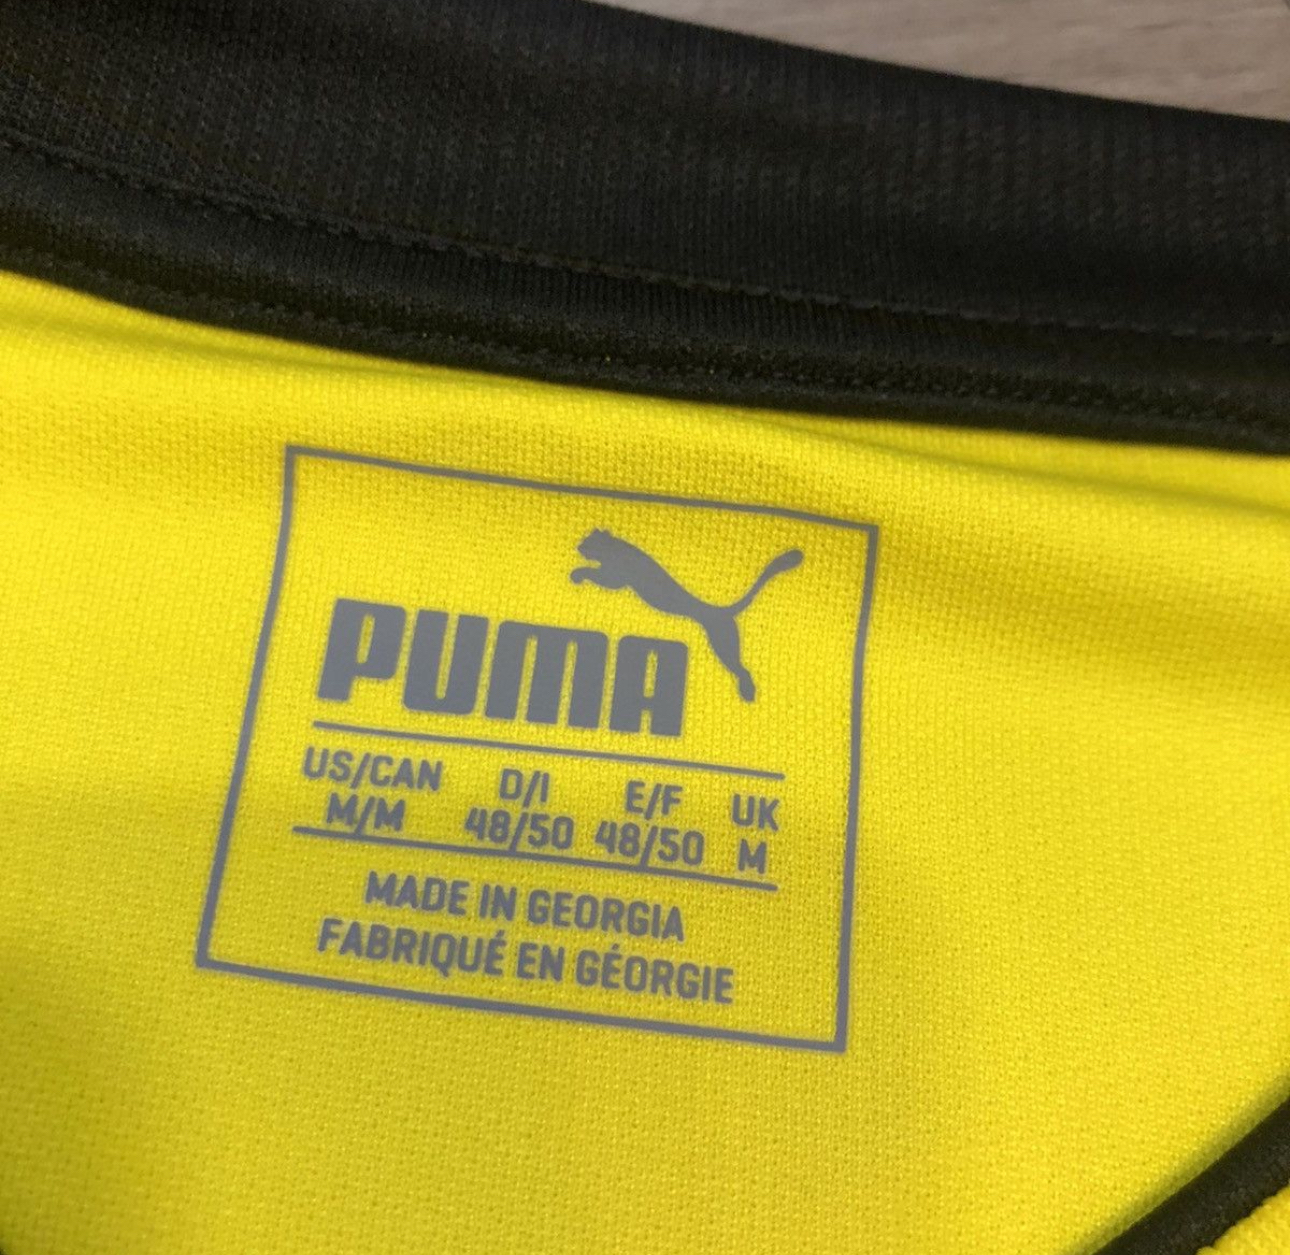 PUMA
US/CAN D/I E/F UK
M/M 48/50 48/50 M
MADE IN GEORGIA
FABRIQUÉ EN GÉORGIE